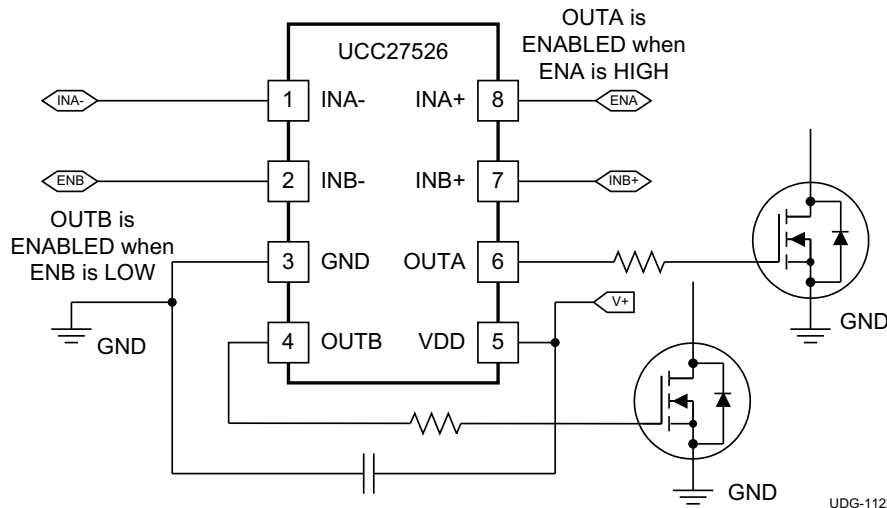 OUTA is
ENABLED when
ENA is HIGH
UCC27526
INA-
1
INA-
INA+
8
ENA
ENB
2
INB-
INB+
7
INB+
OUTB is
ENABLED when
ENB is LOW
3
GND
OUTA
6
V+
GND
GND
4
OUTB
VDD
5
GND